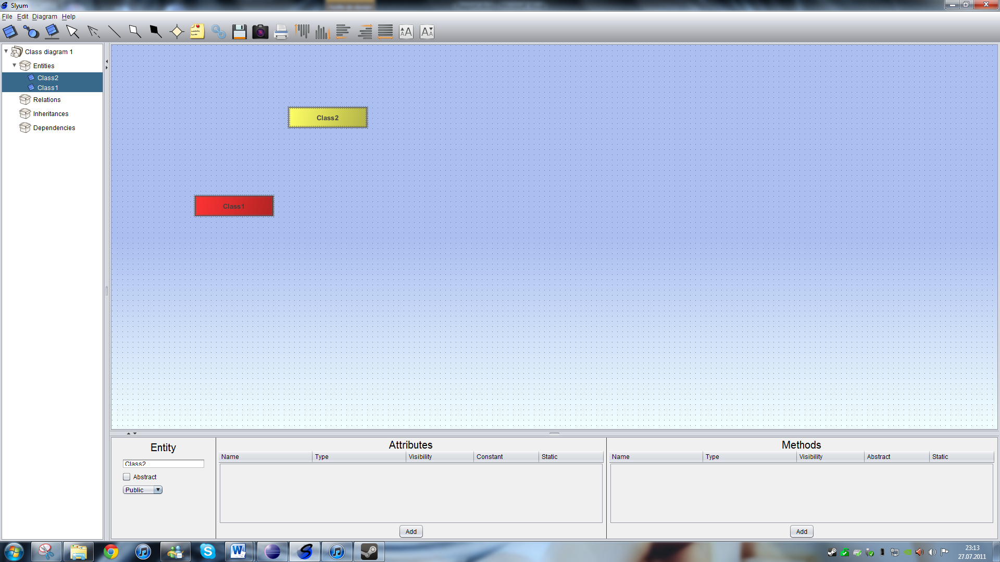 Slyum
File Edit Diagram Help
Class diagram 1
Entities
Class2
Class1
Relations
Inheritances
Dependencies
Class2
Class1
Entity
Class2
Abstract
Public
Attributes
Name Type Visibility Constant Static
Add
Methods
Name Type Visibility Abstract Static
Add
23:13
27.07.2011